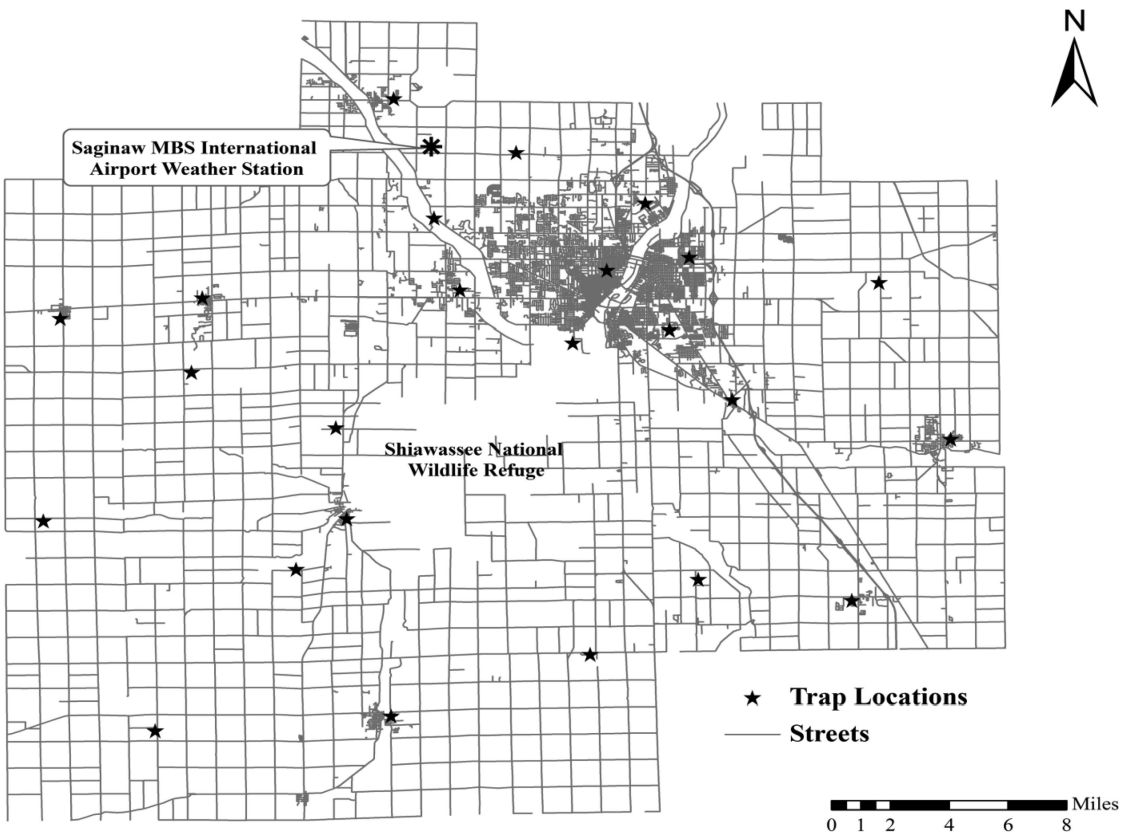 N
Saginaw MBS International
Airport Weather Station
Shiawassee National
Wildlife Refuge
Trap Locations
Streets
Miles
0 1 2 4 6 8